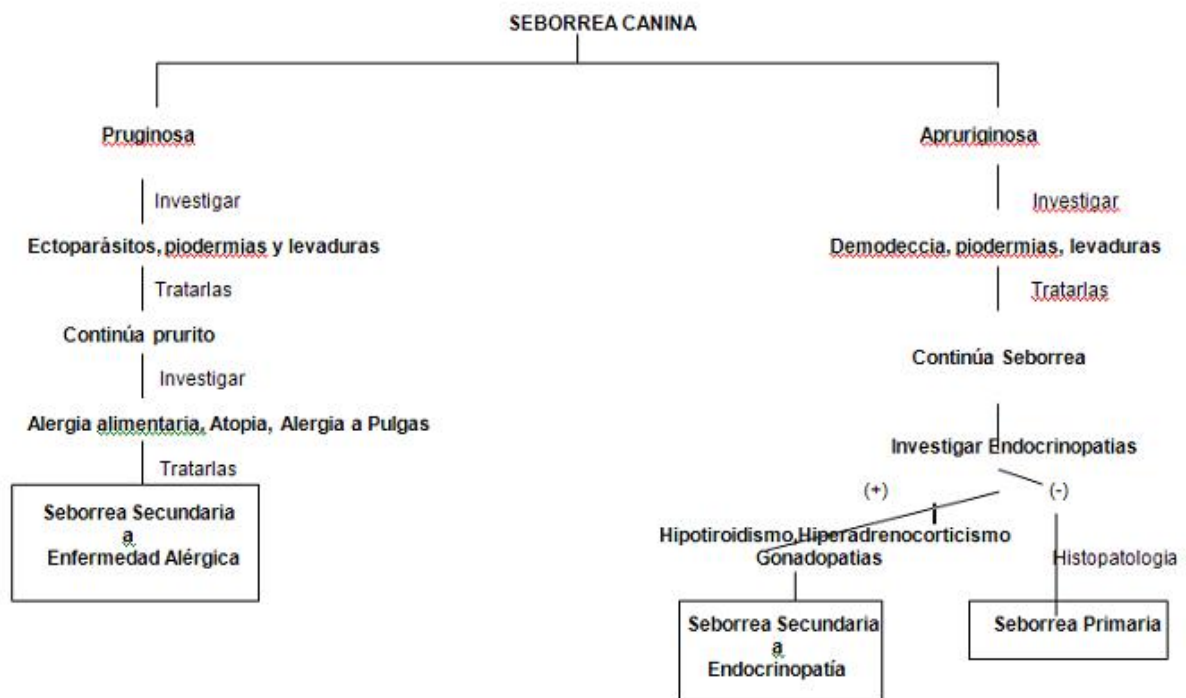 SEBORREA CANINA
Pruginosa
Investigar
Ectoparásitos, piodermias y levaduras
Tratarlas
Continúa prurito
Investigar
Alergia alimentaria, Atopia, Alergia a Pulgas
Tratarlas
Seborrea Secundaria
a
Enfermedad Alérgica
Apruriginosa
Investigar
Demodeccia, piodermias, levaduras
Tratarlas
Continúa Seborrea
Investigar Endocrinopatias
(+)
(-)
Hipotiroidismo,Hiperadrenocorticismo
Gonadopatias
Histopatologia
Seborrea Secundaria
a
Endocrinopatía
Seborrea Primaria